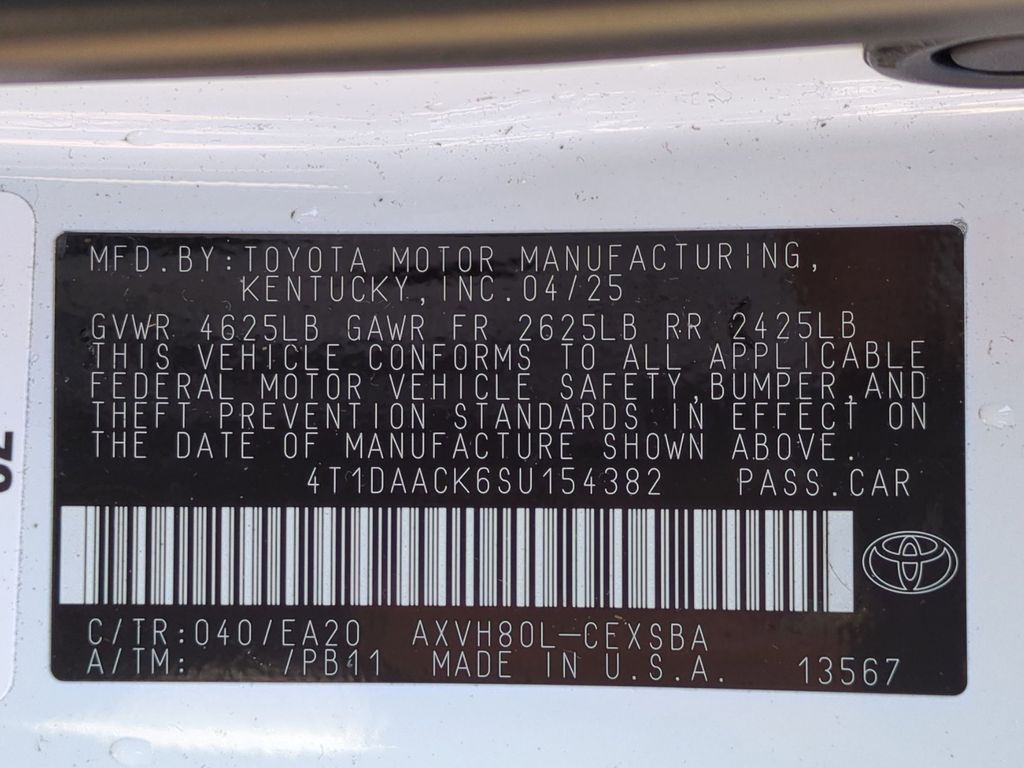 MFD.BY:TOYOTA MOTOR MANUFACTURING,
KENTUCKY,INC.04/25
GVWR 4625LB GAWR FR 2625LB RR 2425LB
THIS VEHICLE CONFORMS TO ALL APPLICABLE
FEDERAL MOTOR VEHICLE SAFETY,BUMPER,AND
THEFT PREVENTION STANDARDS IN EFFECT ON
THE DATE OF MANUFACTURE SHOWN ABOVE.
4T1DAACK6SU154382 PASS.CAR
C/TR:040/EA20 AXVH80L-CEXSBA
A/TM: /PB11 MADE IN U.S.A. 13567